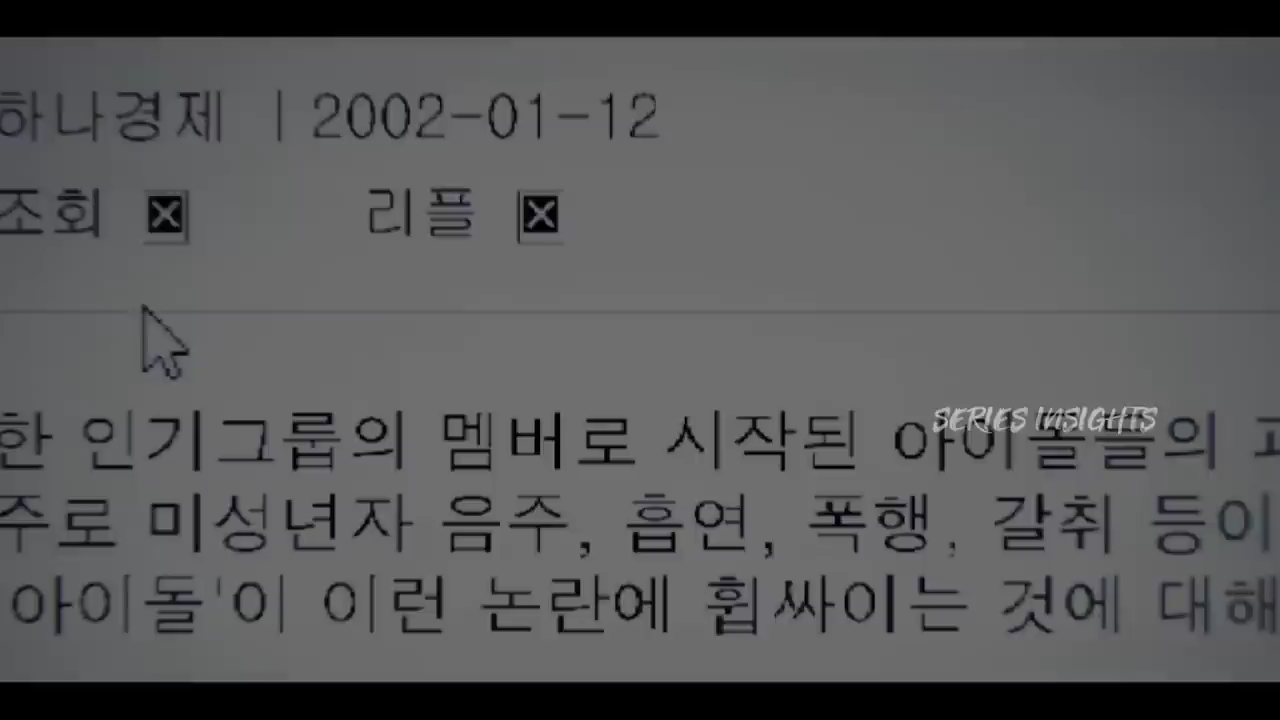 하나경제 | 2002-01-12
조회 리플
한 인기그룹의 멤버로 시작된 아이돌들의
주로 미성년자 음주, 흡연, 폭행, 갈취 등이
아이돌'이 이런 논란에 휩싸이는 것에 대해
SERIES INSIGHTS